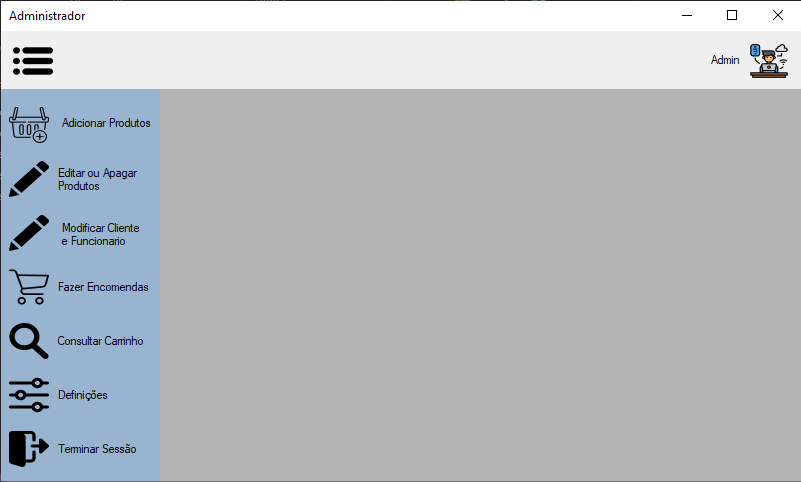 Administrador
Admin
Adicionar Produtos
Editar ou Apagar
Produtos
Modificar Cliente
e Funcionario
Fazer Encomendas
Consultar Carrinho
Definições
Terminar Sessão